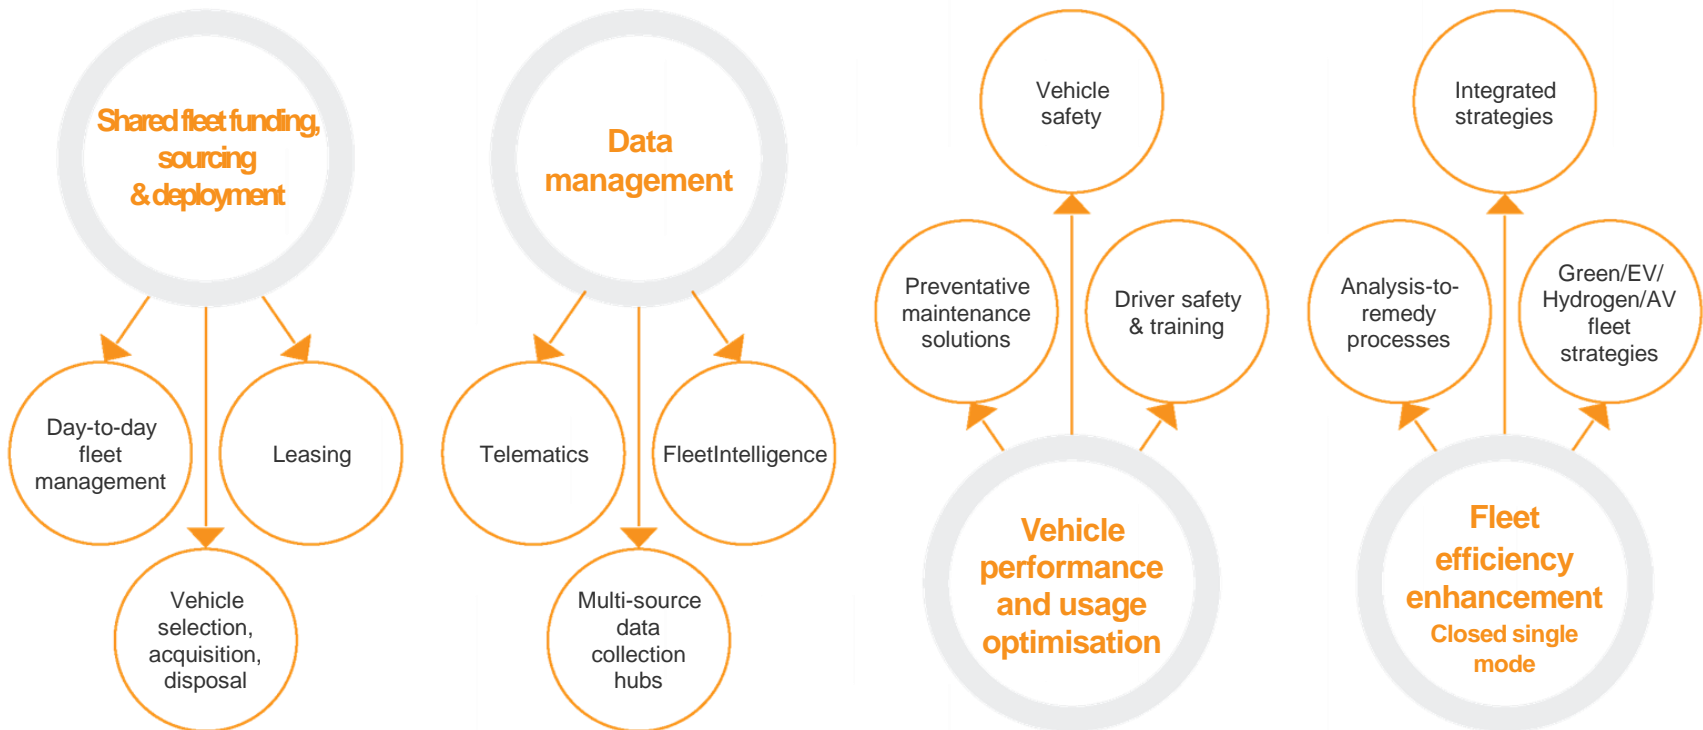 Shared fleet funding,
sourcing
& deployment
Day-to-day
fleet
management
Leasing
Vehicle
selection,
acquisition,
disposal
Data
management
Telematics
FleetIntelligence
Multi-source
data
collection
hubs
Vehicle
safety
Preventative
maintenance
solutions
Driver safety
& training
Vehicle
performance
and usage
optimisation
Integrated
strategies
Analysis-to-
remedy
processes
Green/EV/
Hydrogen/AV
fleet
strategies
Fleet
efficiency
enhancement
Closed single
mode